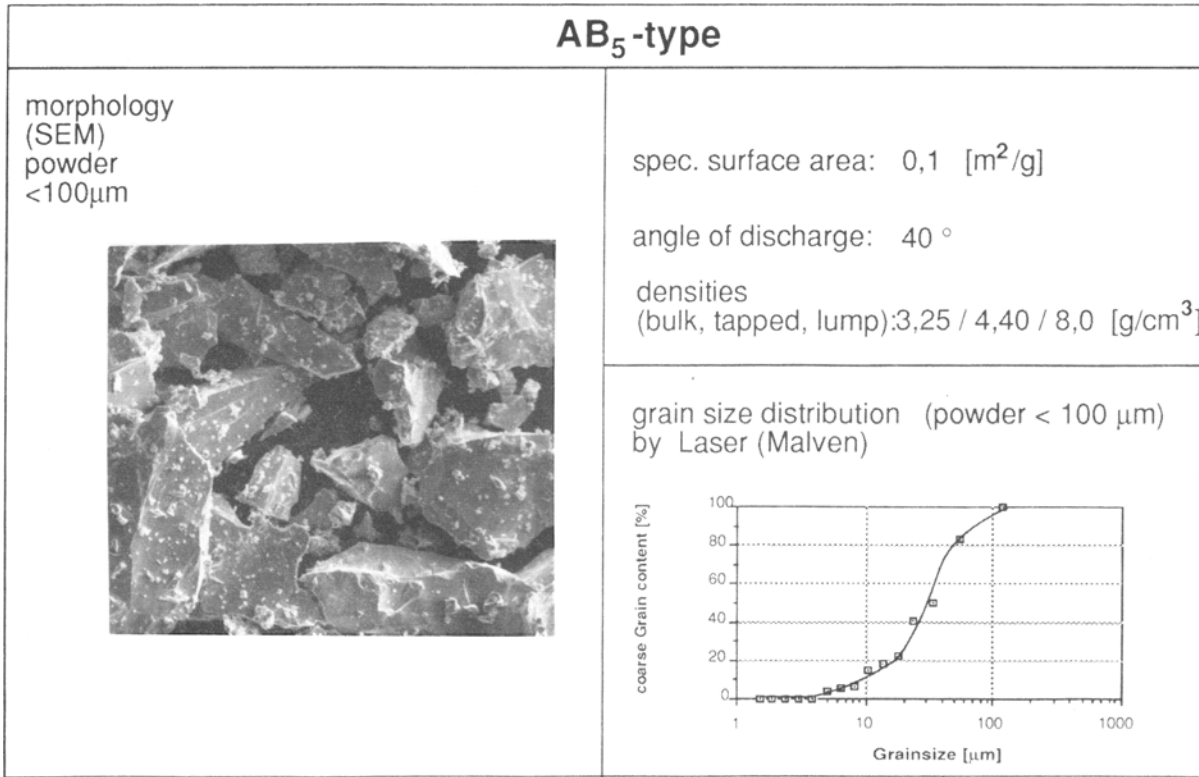 AB₅-type
morphology
(SEM)
powder
<100μm
spec. surface area: 0,1 [m²/g]
angle of discharge: 40 °
densities
(bulk, tapped, lump):3,25 / 4,40 / 8,0 [g/cm³]
grain size distribution (powder < 100 μm)
by Laser (Malven)
coarse Grain content [%]
100
80
60
40
20
0
1 10 100 1000
Grainsize [μm]